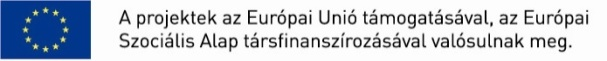 A projektek az Európai Unió támogatásával, az Európai
Szociális Alap társfinanszírozásával valósulnak meg.